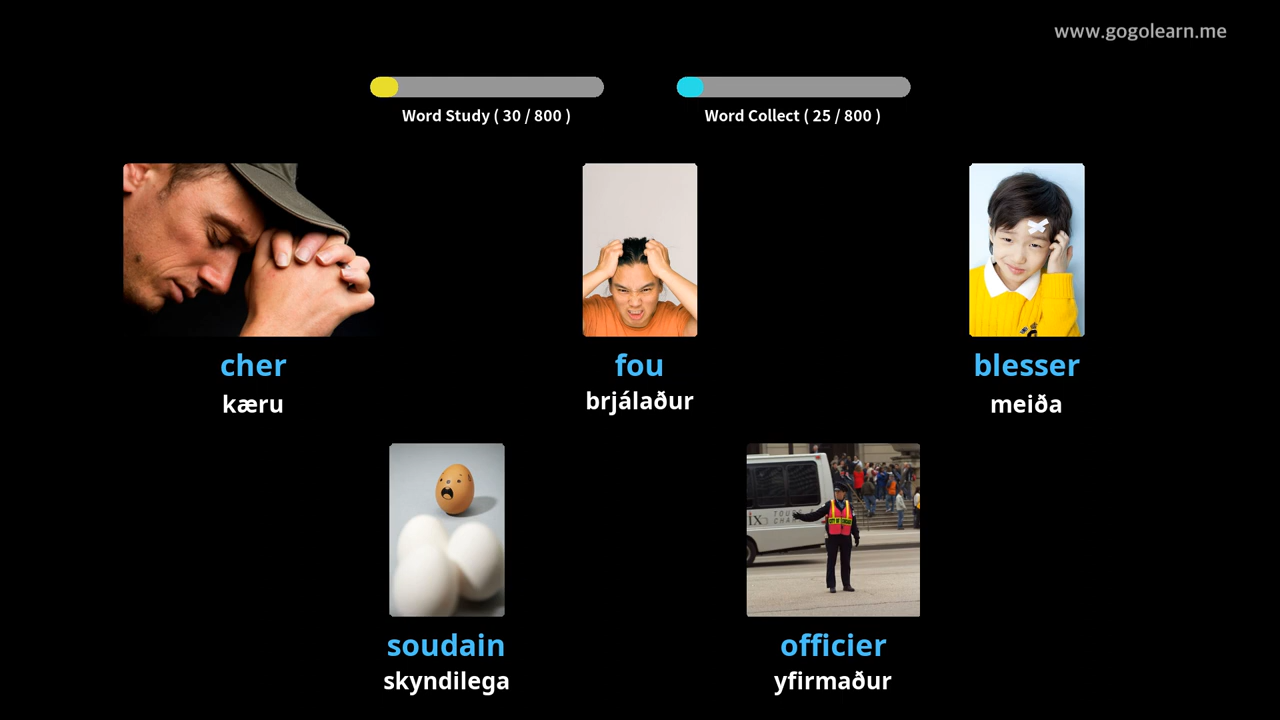 www.gogolearn.me
Word Study ( 30 / 800 )
Word Collect ( 25 / 800 )
cher
kæru
fou
brjálaður
blesser
meiða
soudain
skyndilega
officier
yfirmaður